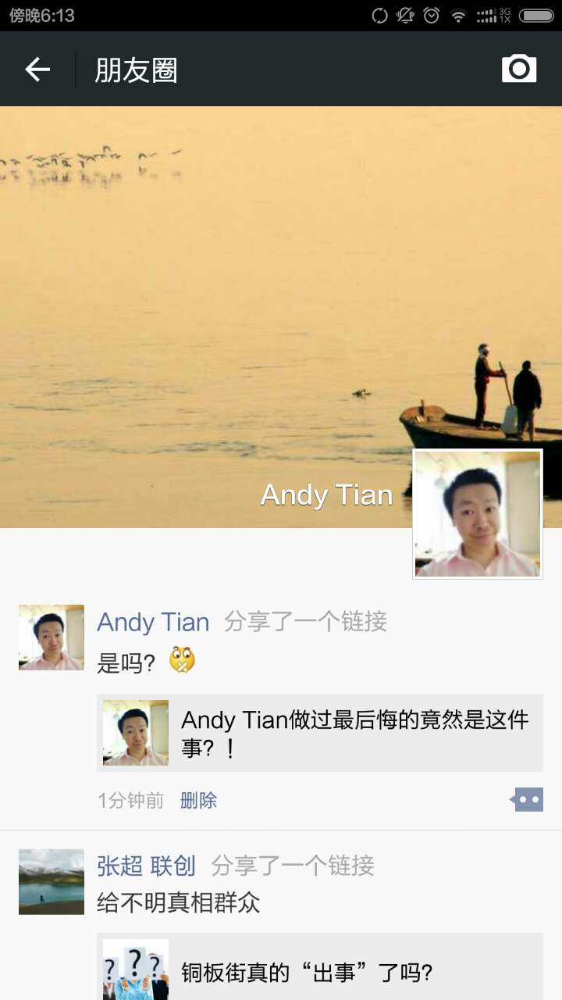 傍晚6:13
3G
1X
朋友圈
Andy Tian
Andy Tian 分享了一个链接
是吗?
Andy Tian做过最后悔的竟然是这件
事?！
1分钟前 删除
张超 联创 分享了一个链接
给不明真相群众
? ? ?
铜板街真的“出事”了吗?